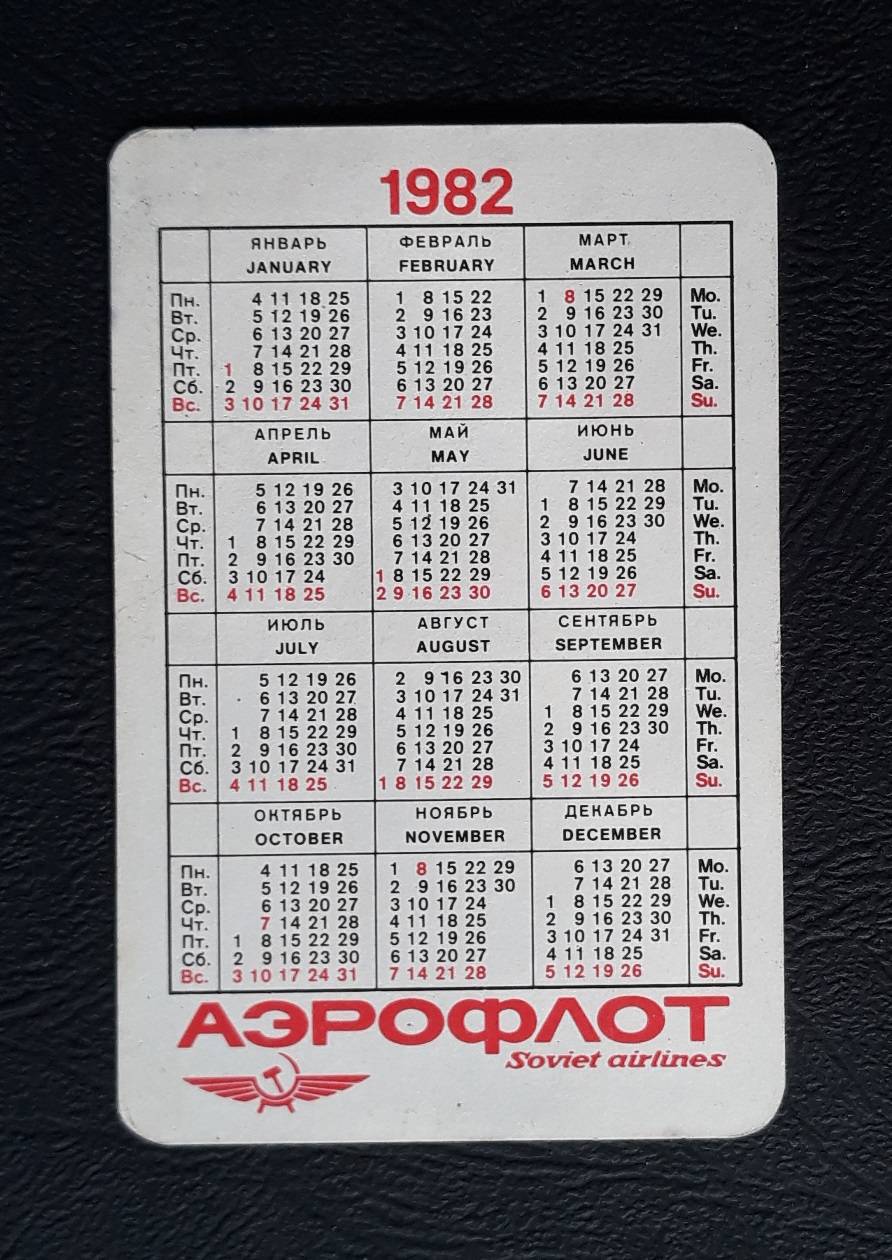 1982
ЯНВАРЬ ФЕВРАЛЬ МАРТ
JANUARY FEBRUARY MARCH
Пн. 4 11 18 25 1 8 15 22 1 8 15 22 29 Mo.
Вт. 5 12 19 26 2 9 16 23 2 9 16 23 30 Tu.
Ср. 6 13 20 27 3 10 17 24 3 10 17 24 31 We.
Чт. 7 14 21 28 4 11 18 25 4 11 18 25 Th.
Пт. 1 8 15 22 29 5 12 19 26 5 12 19 26 Fr.
Сб. 2 9 16 23 30 6 13 20 27 6 13 20 27 Sa.
Вс. 3 10 17 24 31 7 14 21 28 7 14 21 28 Su.
АПРЕЛЬ МАЙ ИЮНЬ
APRIL MAY JUNE
Пн. 5 12 19 26 3 10 17 24 31 7 14 21 28 Mo.
Вт. 6 13 20 27 4 11 18 25 1 8 15 22 29 Tu.
Ср. 7 14 21 28 5 12 19 26 2 9 16 23 30 We.
Чт. 1 8 15 22 29 6 13 20 27 3 10 17 24 Th.
Пт. 2 9 16 23 30 7 14 21 28 4 11 18 25 Fr.
Сб. 3 10 17 24 1 8 15 22 29 5 12 19 26 Sa.
Вс. 4 11 18 25 2 9 16 23 30 6 13 20 27 Su.
ИЮЛЬ АВГУСТ СЕНТЯБРЬ
JULY AUGUST SEPTEMBER
Пн. 5 12 19 26 2 9 16 23 30 6 13 20 27 Mo.
Вт. 6 13 20 27 3 10 17 24 31 7 14 21 28 Tu.
Ср. 7 14 21 28 4 11 18 25 1 8 15 22 29 We.
Чт. 1 8 15 22 29 5 12 19 26 2 9 16 23 30 Th.
Пт. 2 9 16 23 30 6 13 20 27 3 10 17 24 Fr.
Сб. 3 10 17 24 31 7 14 21 28 4 11 18 25 Sa.
Вс. 4 11 18 25 1 8 15 22 29 5 12 19 26 Su.
ОКТЯБРЬ НОЯБРЬ ДЕКАБРЬ
OCTOBER NOVEMBER DECEMBER
Пн. 4 11 18 25 1 8 15 22 29 6 13 20 27 Mo.
Вт. 5 12 19 26 2 9 16 23 30 7 14 21 28 Tu.
Ср. 6 13 20 27 3 10 17 24 1 8 15 22 29 We.
Чт. 7 14 21 28 4 11 18 25 2 9 16 23 30 Th.
Пт. 1 8 15 22 29 5 12 19 26 3 10 17 24 31 Fr.
Сб. 2 9 16 23 30 6 13 20 27 4 11 18 25 Sa.
Вс. 3 10 17 24 31 7 14 21 28 5 12 19 26 Su.
АЭРОФЛОТ
Soviet airlines